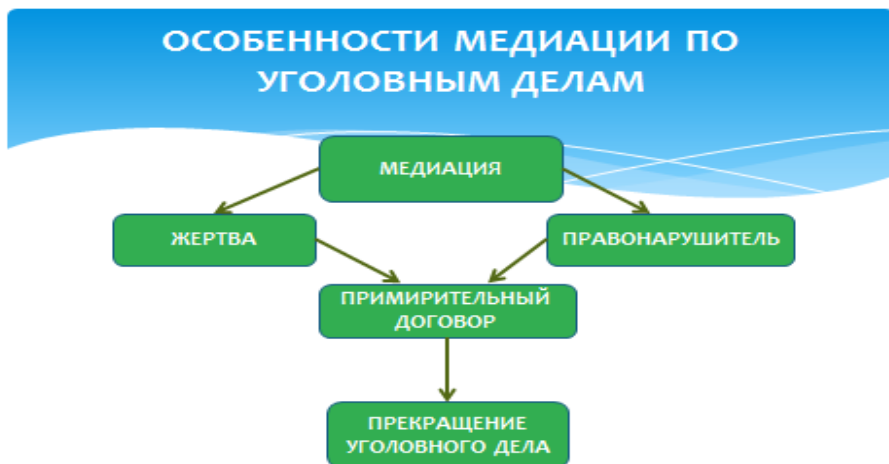 ОСОБЕННОСТИ МЕДИАЦИИ ПО
УГОЛОВНЫМ ДЕЛАМ
МЕДИАЦИЯ
ЖЕРТВА
ПРАВОНАРУШИТЕЛЬ
ПРИМИРИТЕЛЬНЫЙ
ДОГОВОР
ПРЕКРАЩЕНИЕ
УГОЛОВНОГО ДЕЛА